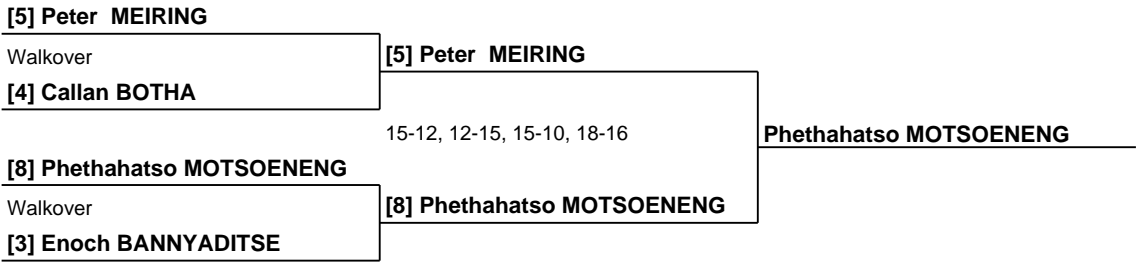 [5] Peter  MEIRING
Walkover
[5] Peter  MEIRING
[4] Callan BOTHA
15-12, 12-15, 15-10, 18-16
Phethahatso MOTSOENENG
[8] Phethahatso MOTSOENENG
Walkover
[8] Phethahatso MOTSOENENG
[3] Enoch BANNYADITSE